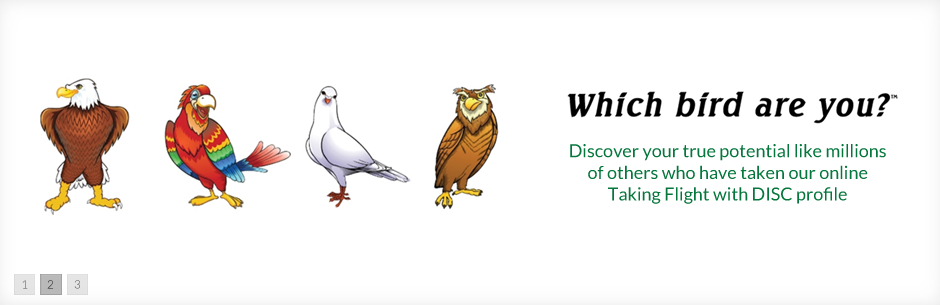 Which bird are you?™
Discover your true potential like millions
of others who have taken our online
Taking Flight with DISC profile
1 2 3